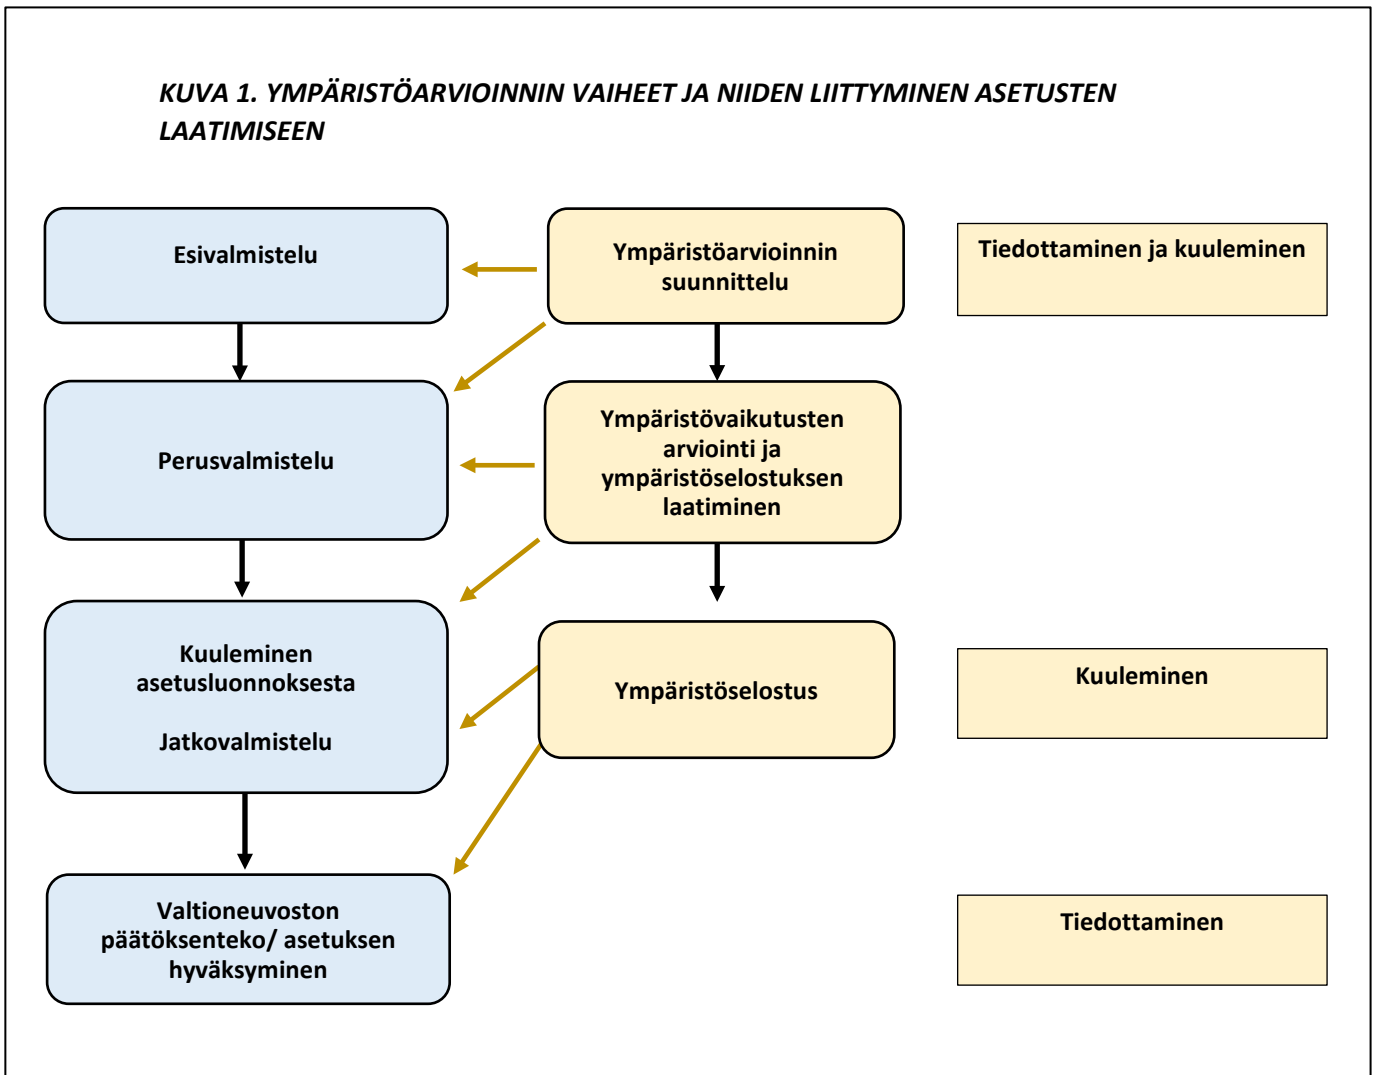 KUVA 1. YMPÄRISTÖARVIOINNIN VAIHEET JA NIIDEN LIITTYMINEN ASETUSTEN
LAATIMISEEN
Esivalmistelu
Ympäristöarvioinnin
suunnittelu
Tiedottaminen ja kuuleminen
Perusvalmistelu
Ympäristövaikutusten
arviointi ja
ympäristöselostuksen
laatiminen
Kuuleminen
asetusluonnoksesta
Jatkovalmistelu
Ympäristöselostus
Kuuleminen
Valtioneuvoston
päätöksenteko/ asetuksen
hyväksyminen
Tiedottaminen